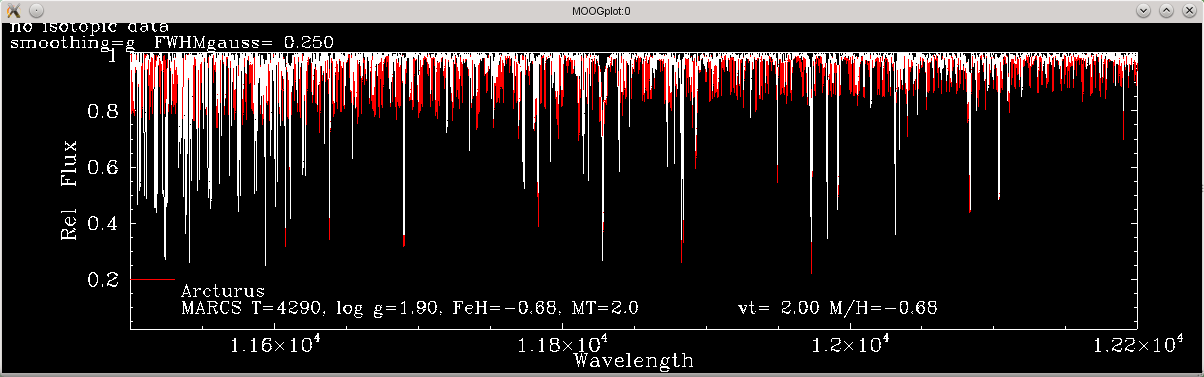 MOOGplot:0
no isotopic data
smoothing=g FWHMgauss= 0.250
1
0.8
0.6
0.4
0.2
Rel Flux
Arcturus
MARCS T=4290, log g=1.90, FeH=−0.68, MT=2.0 vt= 2.00 M/H=−0.68
1.16×10⁴ 1.18×10⁴ 1.2×10⁴ 1.22×10⁴
Wavelength